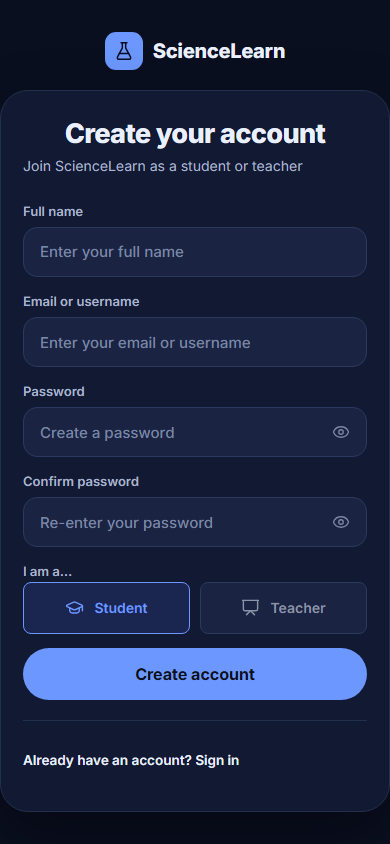 ScienceLearn
Create your account
Join ScienceLearn as a student or teacher
Full name
Enter your full name
Email or username
Enter your email or username
Password
Create a password
Confirm password
Re-enter your password
I am a...
Student
Teacher
Create account
Already have an account? Sign in